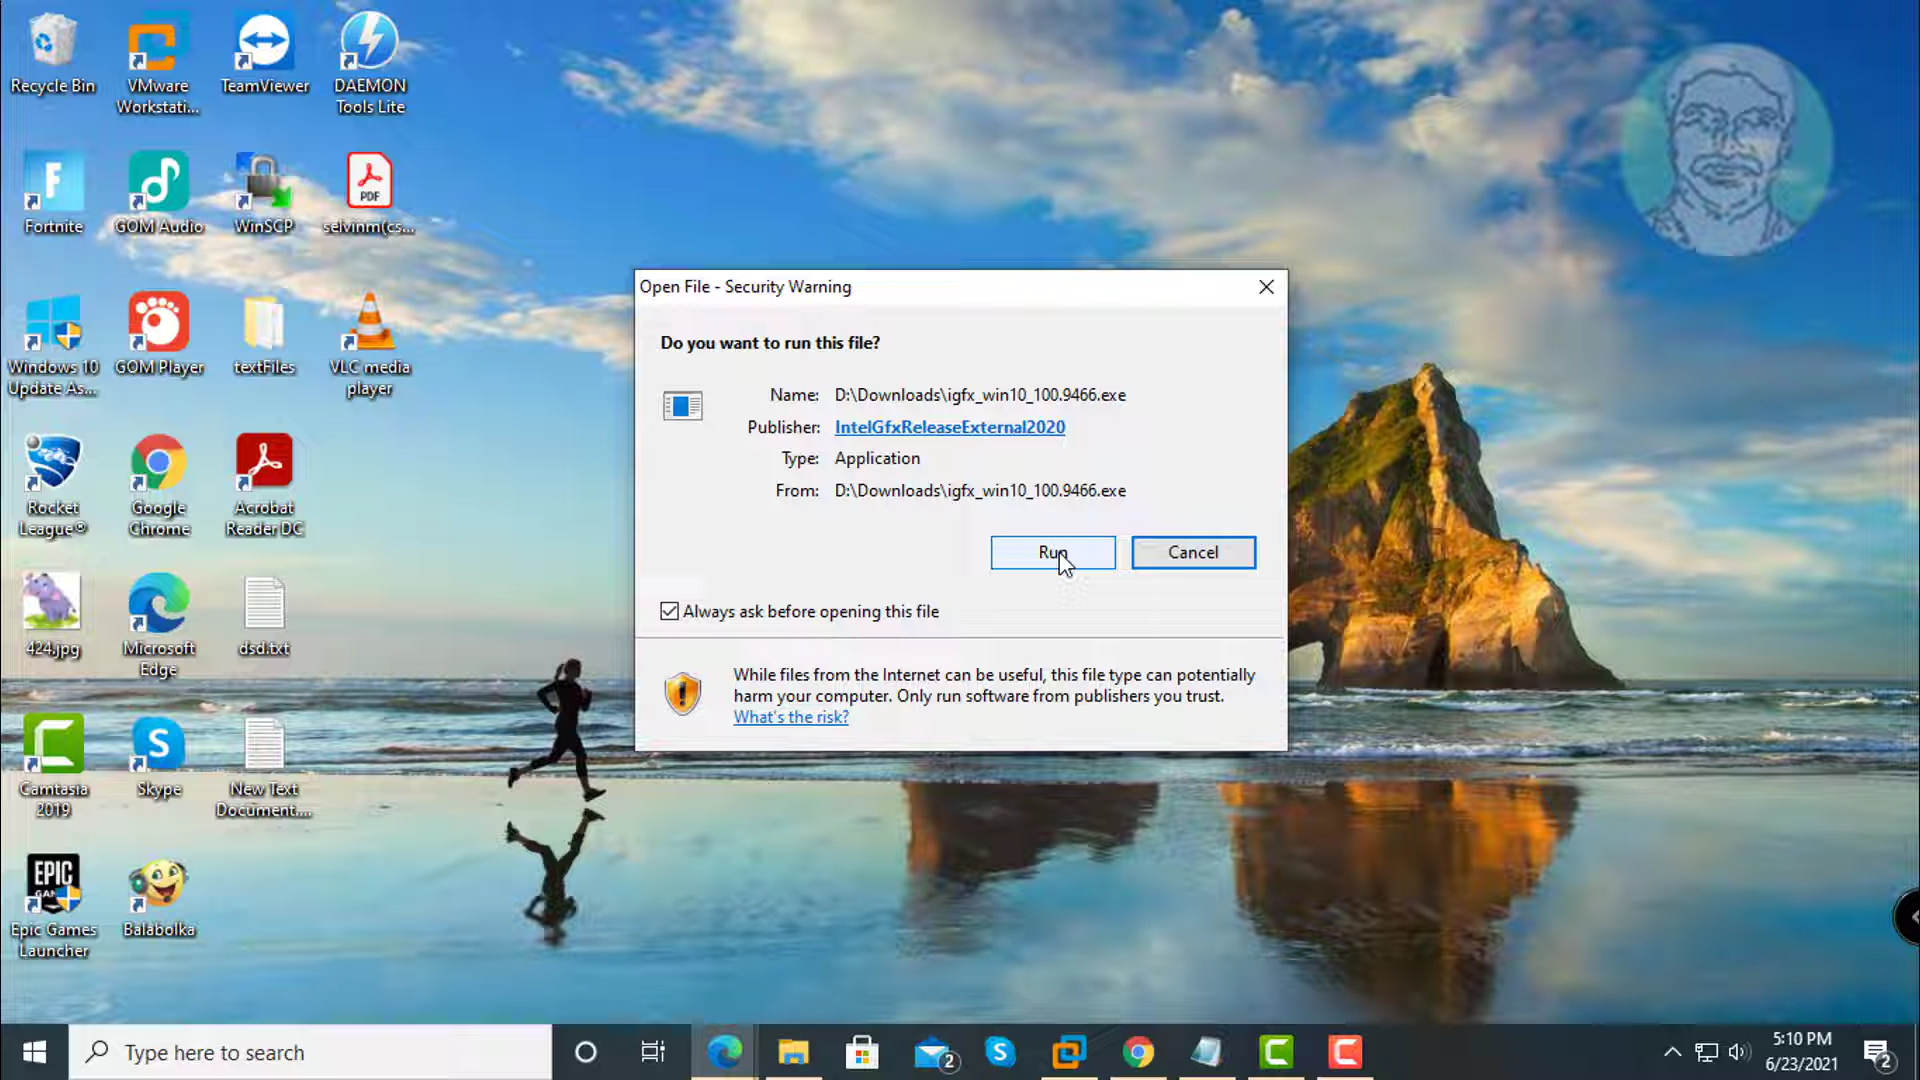 Recycle Bin
VMware
Workstati...
TeamViewer
DAEMON
Tools Lite
Fortnite
GOM Audio
WinSCP
PDF
selvinm(cs...
Windows 10
Update As...
GOM Player
textFiles
VLC media
player
Rocket
League®
Google
Chrome
Acrobat
Reader DC
424.jpg
Microsoft
Edge
dsd.txt
Camtasia
2019
Skype
New Text
Document....
EPIC
Epic Games
Launcher
Balabolka
Open File - Security Warning
Do you want to run this file?
Name: D:\Downloads\igfx_win10_100.9466.exe
Publisher: IntelGfxReleaseExternal2020
Type: Application
From: D:\Downloads\igfx_win10_100.9466.exe
Run
Cancel
Always ask before opening this file
While files from the Internet can be useful, this file type can potentially
harm your computer. Only run software from publishers you trust.
What's the risk?
Type here to search
2
5:10 PM
6/23/2021
2